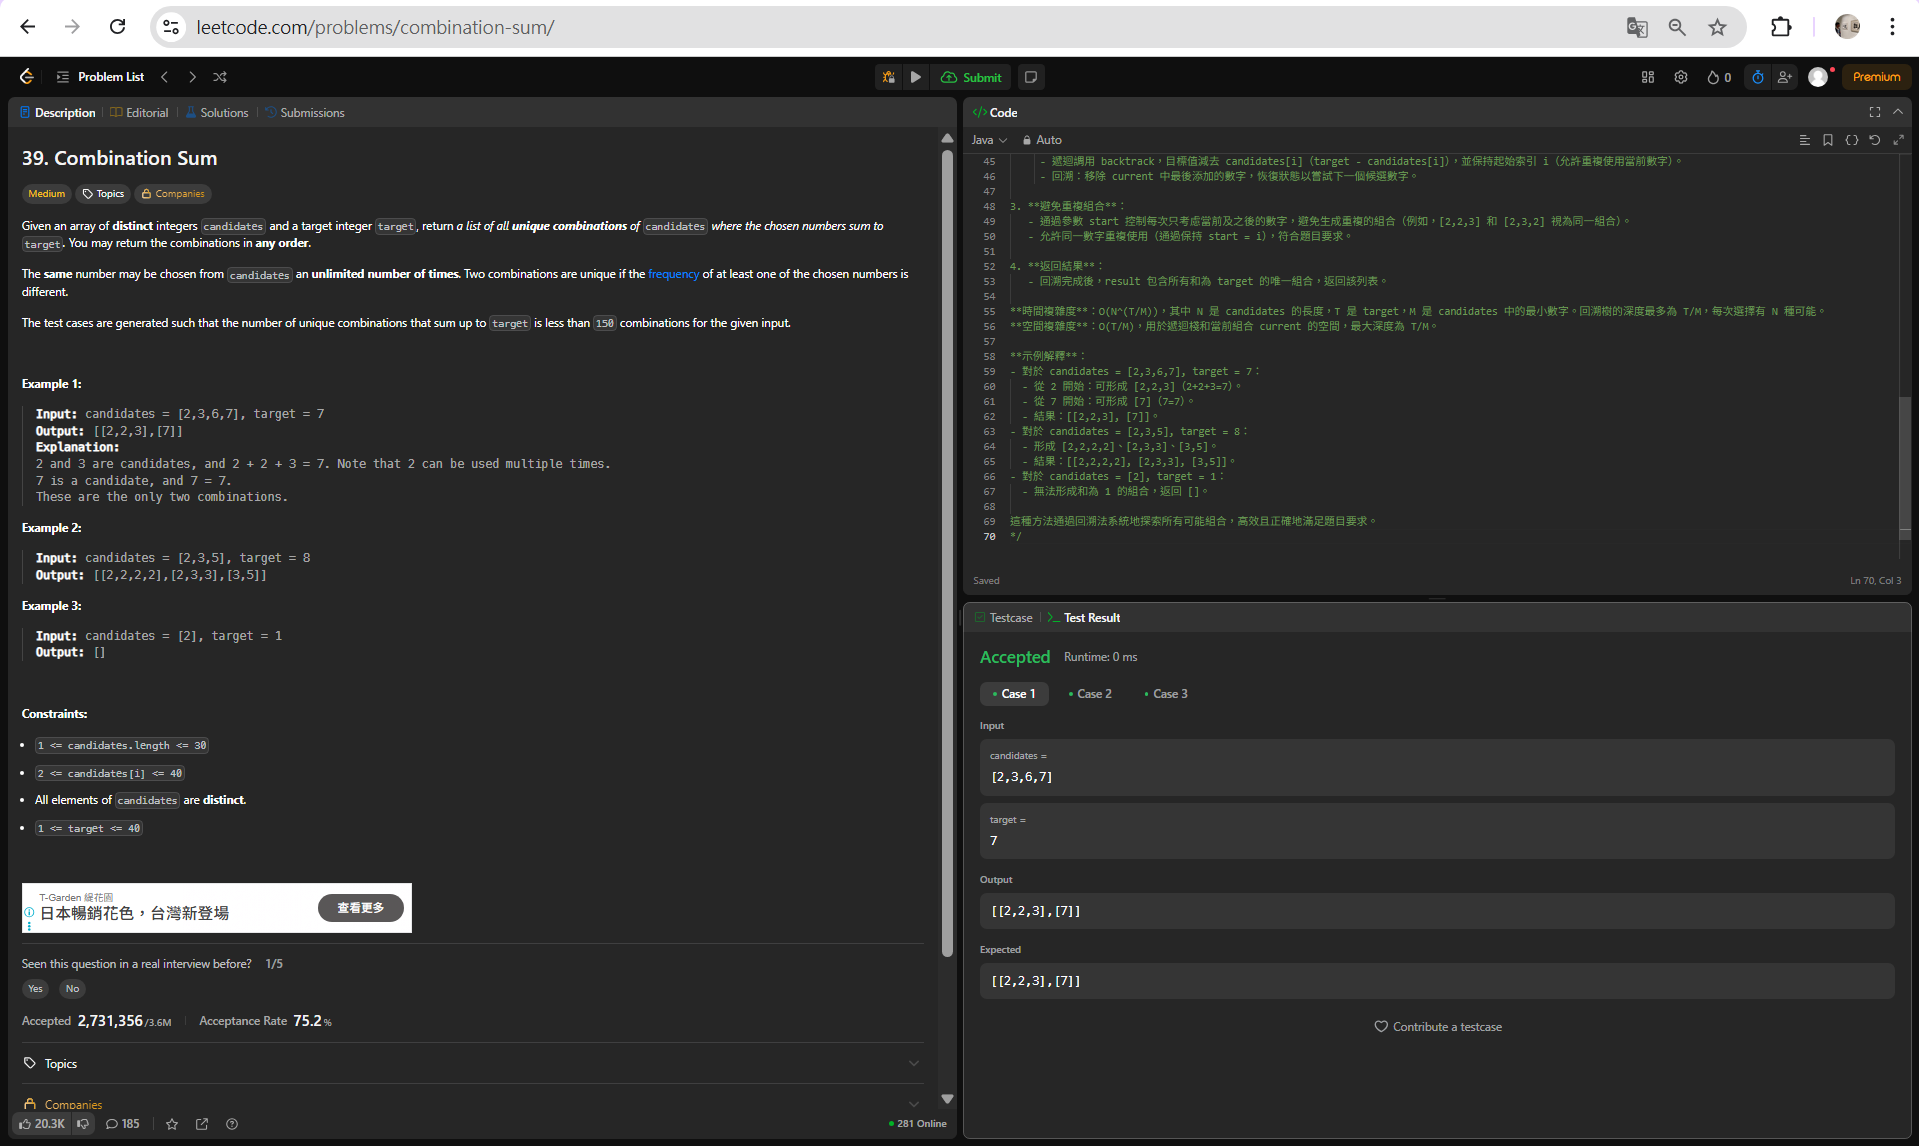 leetcode.com/problems/combination-sum/
Problem List
Submit
0
Premium
Description
Editorial
Solutions
Submissions
39. Combination Sum
Medium
Topics
Companies
Given an array of distinct integers candidates and a target integer target, return a list of all unique combinations of candidates where the chosen numbers sum to
target. You may return the combinations in any order.
The same number may be chosen from candidates an unlimited number of times. Two combinations are unique if the frequency of at least one of the chosen numbers is
different.
The test cases are generated such that the number of unique combinations that sum up to target is less than 150 combinations for the given input.
Example 1:
Input: candidates = [2,3,6,7], target = 7
Output: [[2,2,3],[7]]
Explanation:
2 and 3 are candidates, and 2 + 2 + 3 = 7. Note that 2 can be used multiple times.
7 is a candidate, and 7 = 7.
These are the only two combinations.
Example 2:
Input: candidates = [2,3,5], target = 8
Output: [[2,2,2,2],[2,3,3],[3,5]]
Example 3:
Input: candidates = [2], target = 1
Output: []
Constraints:
1 <= candidates.length <= 30
2 <= candidates[i] <= 40
All elements of candidates are distinct.
1 <= target <= 40
T-Garden 緹花園
日本暢銷花色，台灣新登場
查看更多
Seen this question in a real interview before? 1/5
Yes
No
Accepted 2,731,356/3.6M
Acceptance Rate 75.2%
Topics
Companies
20.3K
185
281 Online
Code
Java
Auto
45 - 遞迴調用 backtrack，目標值減去 candidates[i]（target - candidates[i]），並保持起始索引 i（允許重複使用當前數字）。
46 - 回溯：移除 current 中最後添加的數字，恢復狀態以嘗試下一個候選數字。
47
48 3. **避免重複組合**：
49 - 通過參數 start 控制每次只考慮當前及之後的數字，避免生成重複的組合（例如，[2,2,3] 和 [2,3,2] 視為同一組合）。
50 - 允許同一數字重複使用（通過保持 start = i），符合題目要求。
51
52 4. **返回結果**：
53 - 回溯完成後，result 包含所有和為 target 的唯一組合，返回該列表。
54
55 **時間複雜度**：O(N^(T/M))，其中 N 是 candidates 的長度，T 是 target，M 是 candidates 中的最小數字。回溯樹的深度最多為 T/M，每次選擇有 N 種可能。
56 **空間複雜度**：O(T/M)，用於遞迴棧和當前組合 current 的空間，最大深度為 T/M。
57
58 **示例解釋**：
59 - 對於 candidates = [2,3,6,7], target = 7：
60 - 從 2 開始：可形成 [2,2,3]（2+2+3=7）。
61 - 從 7 開始：可形成 [7]（7=7）。
62 - 結果：[[2,2,3], [7]]。
63 - 對於 candidates = [2,3,5], target = 8：
64 - 形成 [2,2,2,2]、[2,3,3]、[3,5]。
65 - 結果：[[2,2,2,2], [2,3,3], [3,5]]。
66 - 對於 candidates = [2], target = 1：
67 - 無法形成和為 1 的組合，返回 []。
68
69 這種方法通過回溯法系統地探索所有可能組合，高效且正確地滿足題目要求。
70 */
Saved
Ln 70, Col 3
Testcase
Test Result
Accepted
Runtime: 0 ms
Case 1
Case 2
Case 3
Input
candidates =
[2,3,6,7]
target =
7
Output
[[2,2,3],[7]]
Expected
[[2,2,3],[7]]
Contribute a testcase